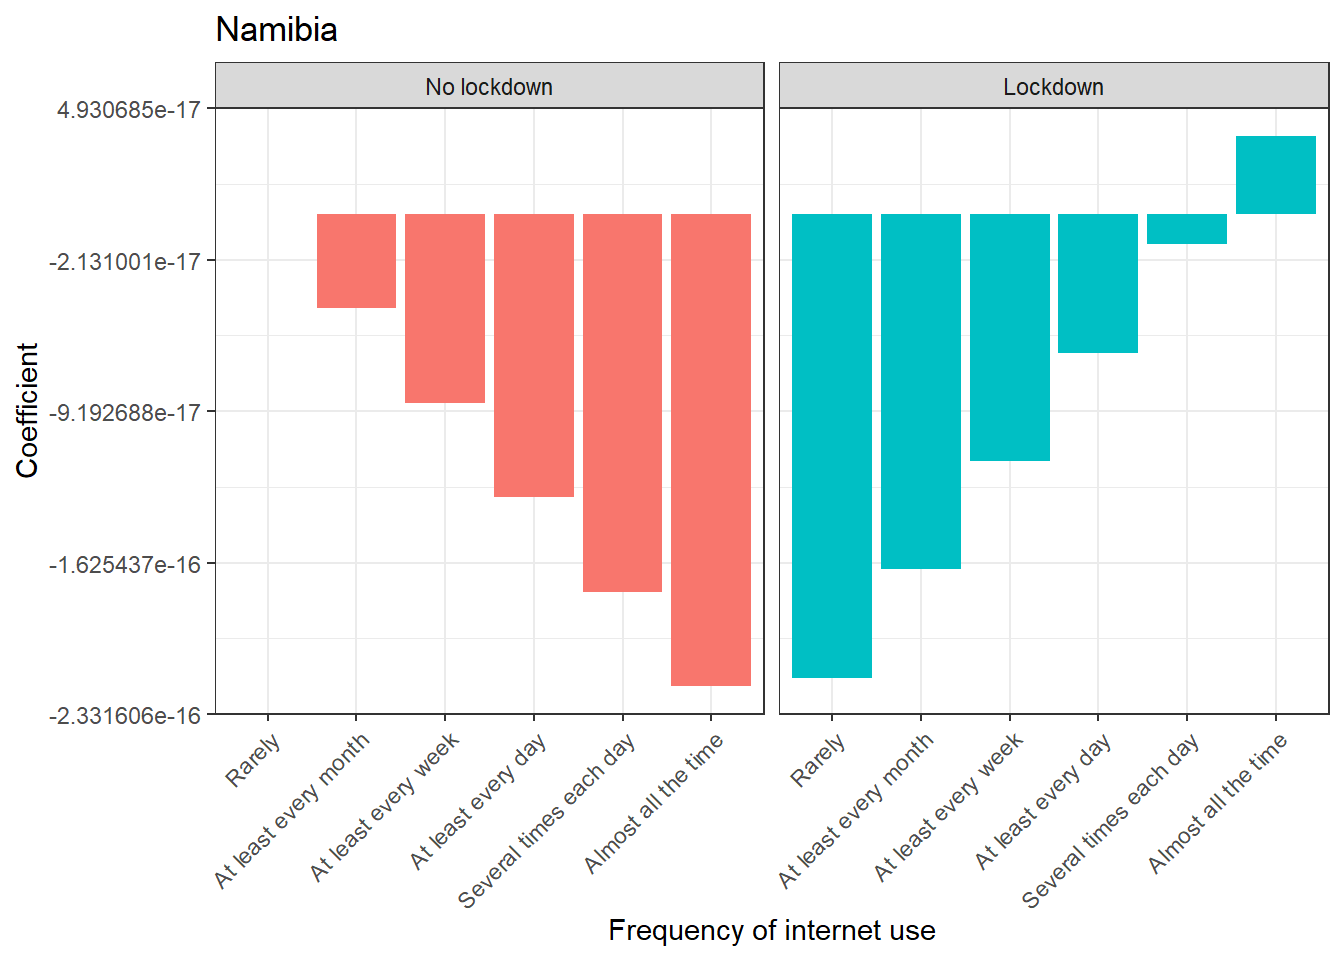 Namibia
No lockdown
Lockdown
Coefficient
4.930685e-17
-2.131001e-17
-9.192688e-17
-1.625437e-16
-2.331606e-16
Rarely
At least every month
At least every week
At least every day
Several times each day
Almost all the time
Rarely
At least every month
At least every week
At least every day
Several times each day
Almost all the time
Frequency of internet use